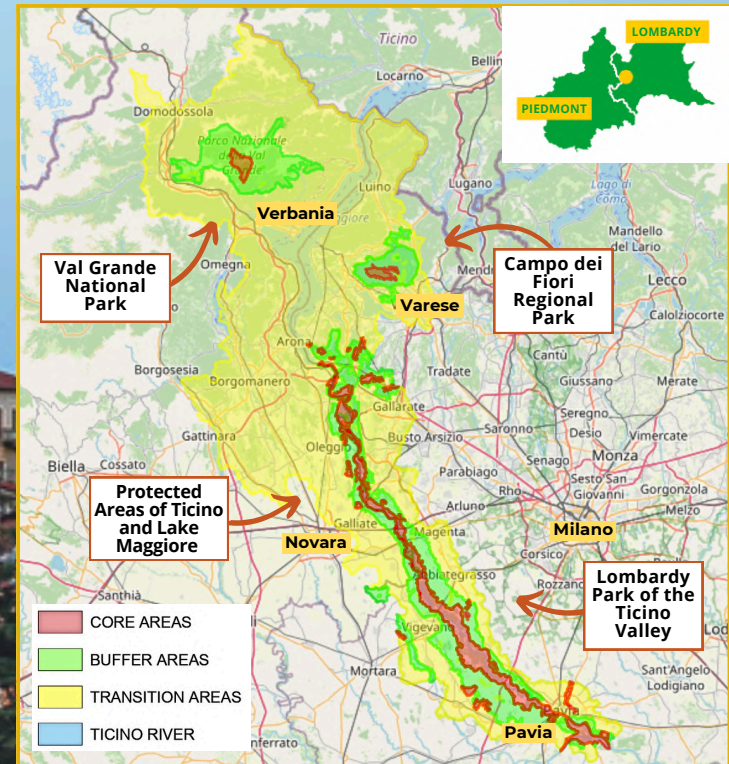 LOMBARDY
PIEDMONT
Ticino
Locarno
Bellin
Domodossola
Parco Nazionale
della Val
Grande
Luino
Lugano
Lago di
Como
Verbania
Mandello
del Lario
Val Grande
National
Park
Omegna
Campo dei
Fiori
Regional
Park
Mendr
Lecco
Varese
Calolziocorte
Arona
Cantù
Borgosesia
Borgomanero
Tradate
Giussano
Merate
Gallarate
Seregno
Gattinara
Busto Arsizio
Saronno
Desio
Vimercate
Oleggio
Biella
Cossato
Senago
Monza
Parabiago
Sesto San
Giovanni
Gorgonzola
Rho
Protected
Areas of Ticino
and Lake
Maggiore
Arluno
Melzo
Galliate
Magenta
Milano
Novara
Corsico
Abbiategrasso
Rozzano
Santhià
Lombardy
Park of the
Ticino
Valley
CORE AREAS
Vigevano
Lod
BUFFER AREAS
Mortara
Sant'Angelo
Lodigiano
TRANSITION AREAS
Pavia
TICINO RIVER
Pavia
nferrato